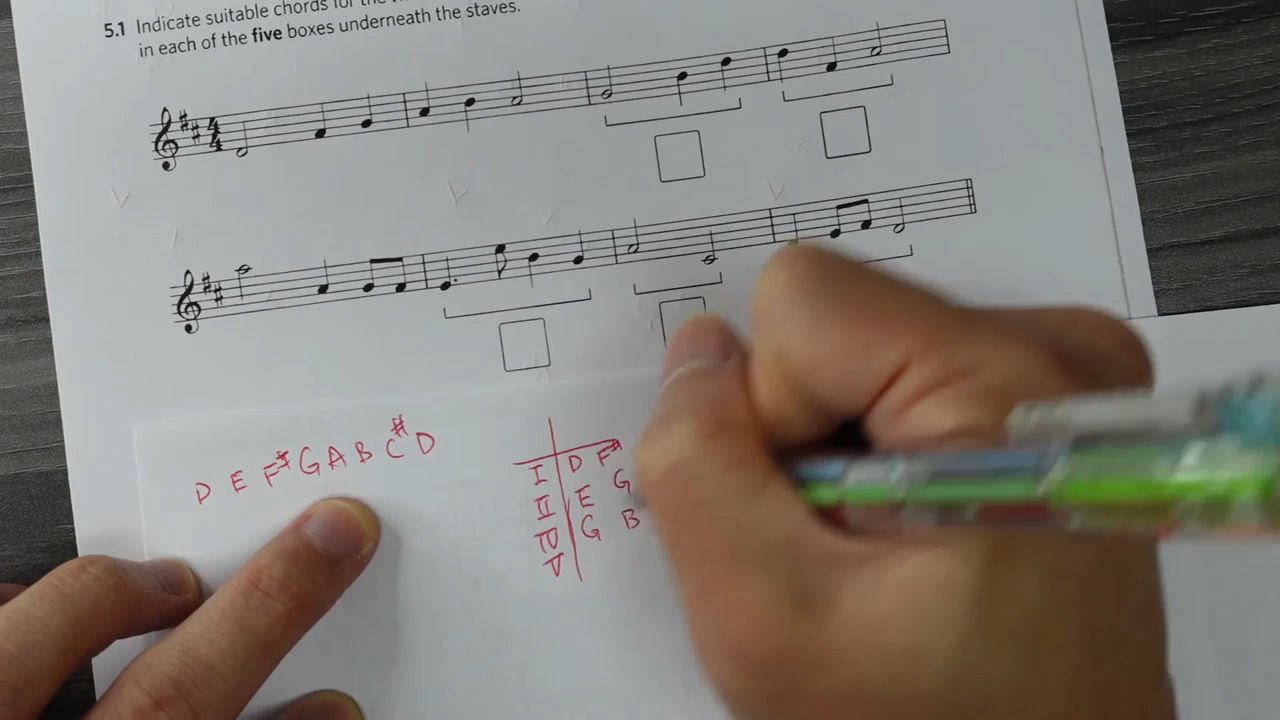 5.1 Indicate suitable chords for the
in each of the five boxes underneath the staves.
D E F# G A B C# D
I D F#
II E G
IV G B
V